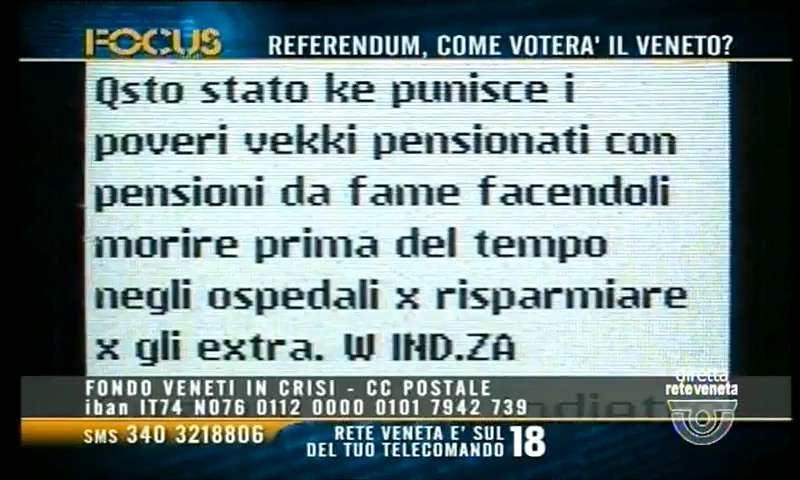 FOCUS
REFERENDUM, COME VOTERA' IL VENETO?
Qsto stato ke punisce i
poveri vekki pensionati con
pensioni da fame facendoli
morire prima del tempo
negli ospedali x risparmiare
x gli extra. W IND.ZA
FONDO VENETI IN CRISI - CC POSTALE
iban IT74 N076 0112 0000 0101 7942 739
diretta
reteveneta
SMS 340 3218806
RETE VENETA E' SUL
DEL TUO TELECOMANDO 18